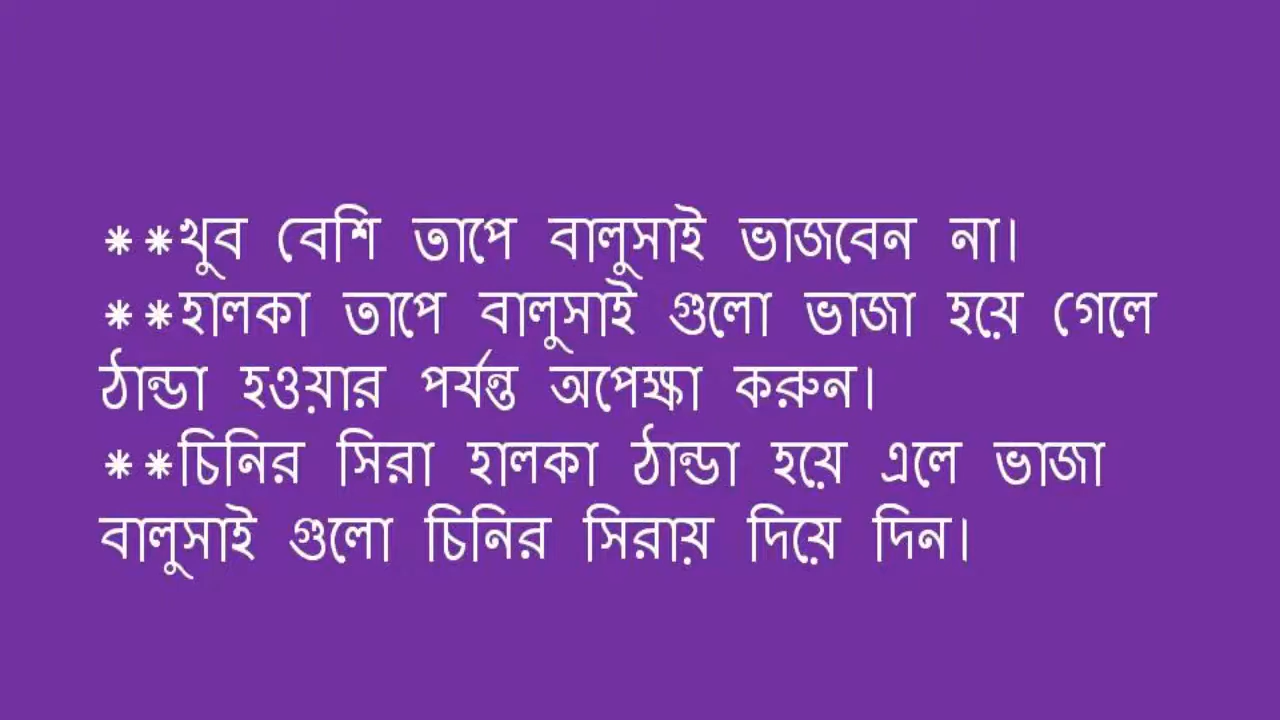 **খুব বেশি তাপে বালুসাই ভাজবেন না।
**হালকা তাপে বালুসাই গুলো ভাজা হয়ে গেলে
ঠান্ডা হওয়ার পর্যন্ত অপেক্ষা করুন।
**চিনির সিরা হালকা ঠান্ডা হয়ে এলে ভাজা
বালুসাই গুলো চিনির সিরায় দিয়ে দিন।